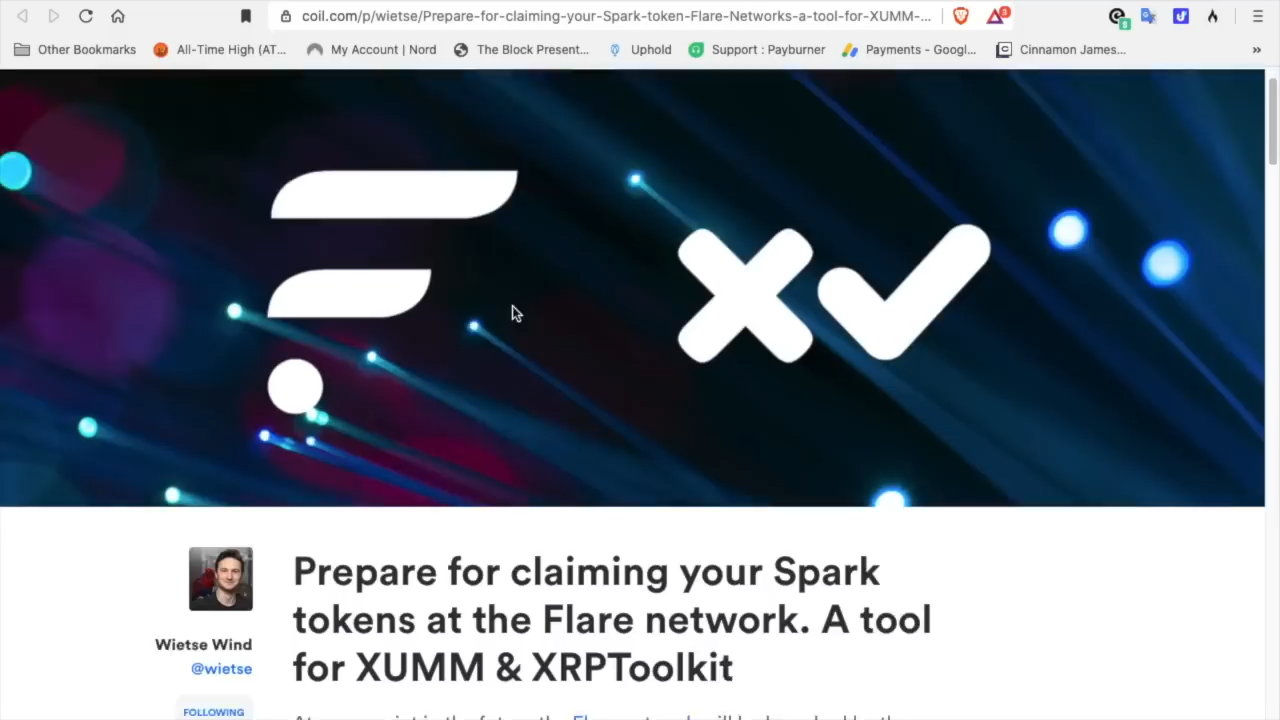 coil.com/p/wietse/Prepare-for-claiming-your-Spark-token-Flare-Networks-a-tool-for-XUMM-...
3
Other Bookmarks
All-Time High (AT...
My Account | Nord
The Block Present...
Uphold
Support : Payburner
Payments - Googl...
Cinnamon James...
»
Prepare for claiming your Spark
tokens at the Flare network. A tool
for XUMM & XRPToolkit
Wietse Wind
@wietse
FOLLOWING